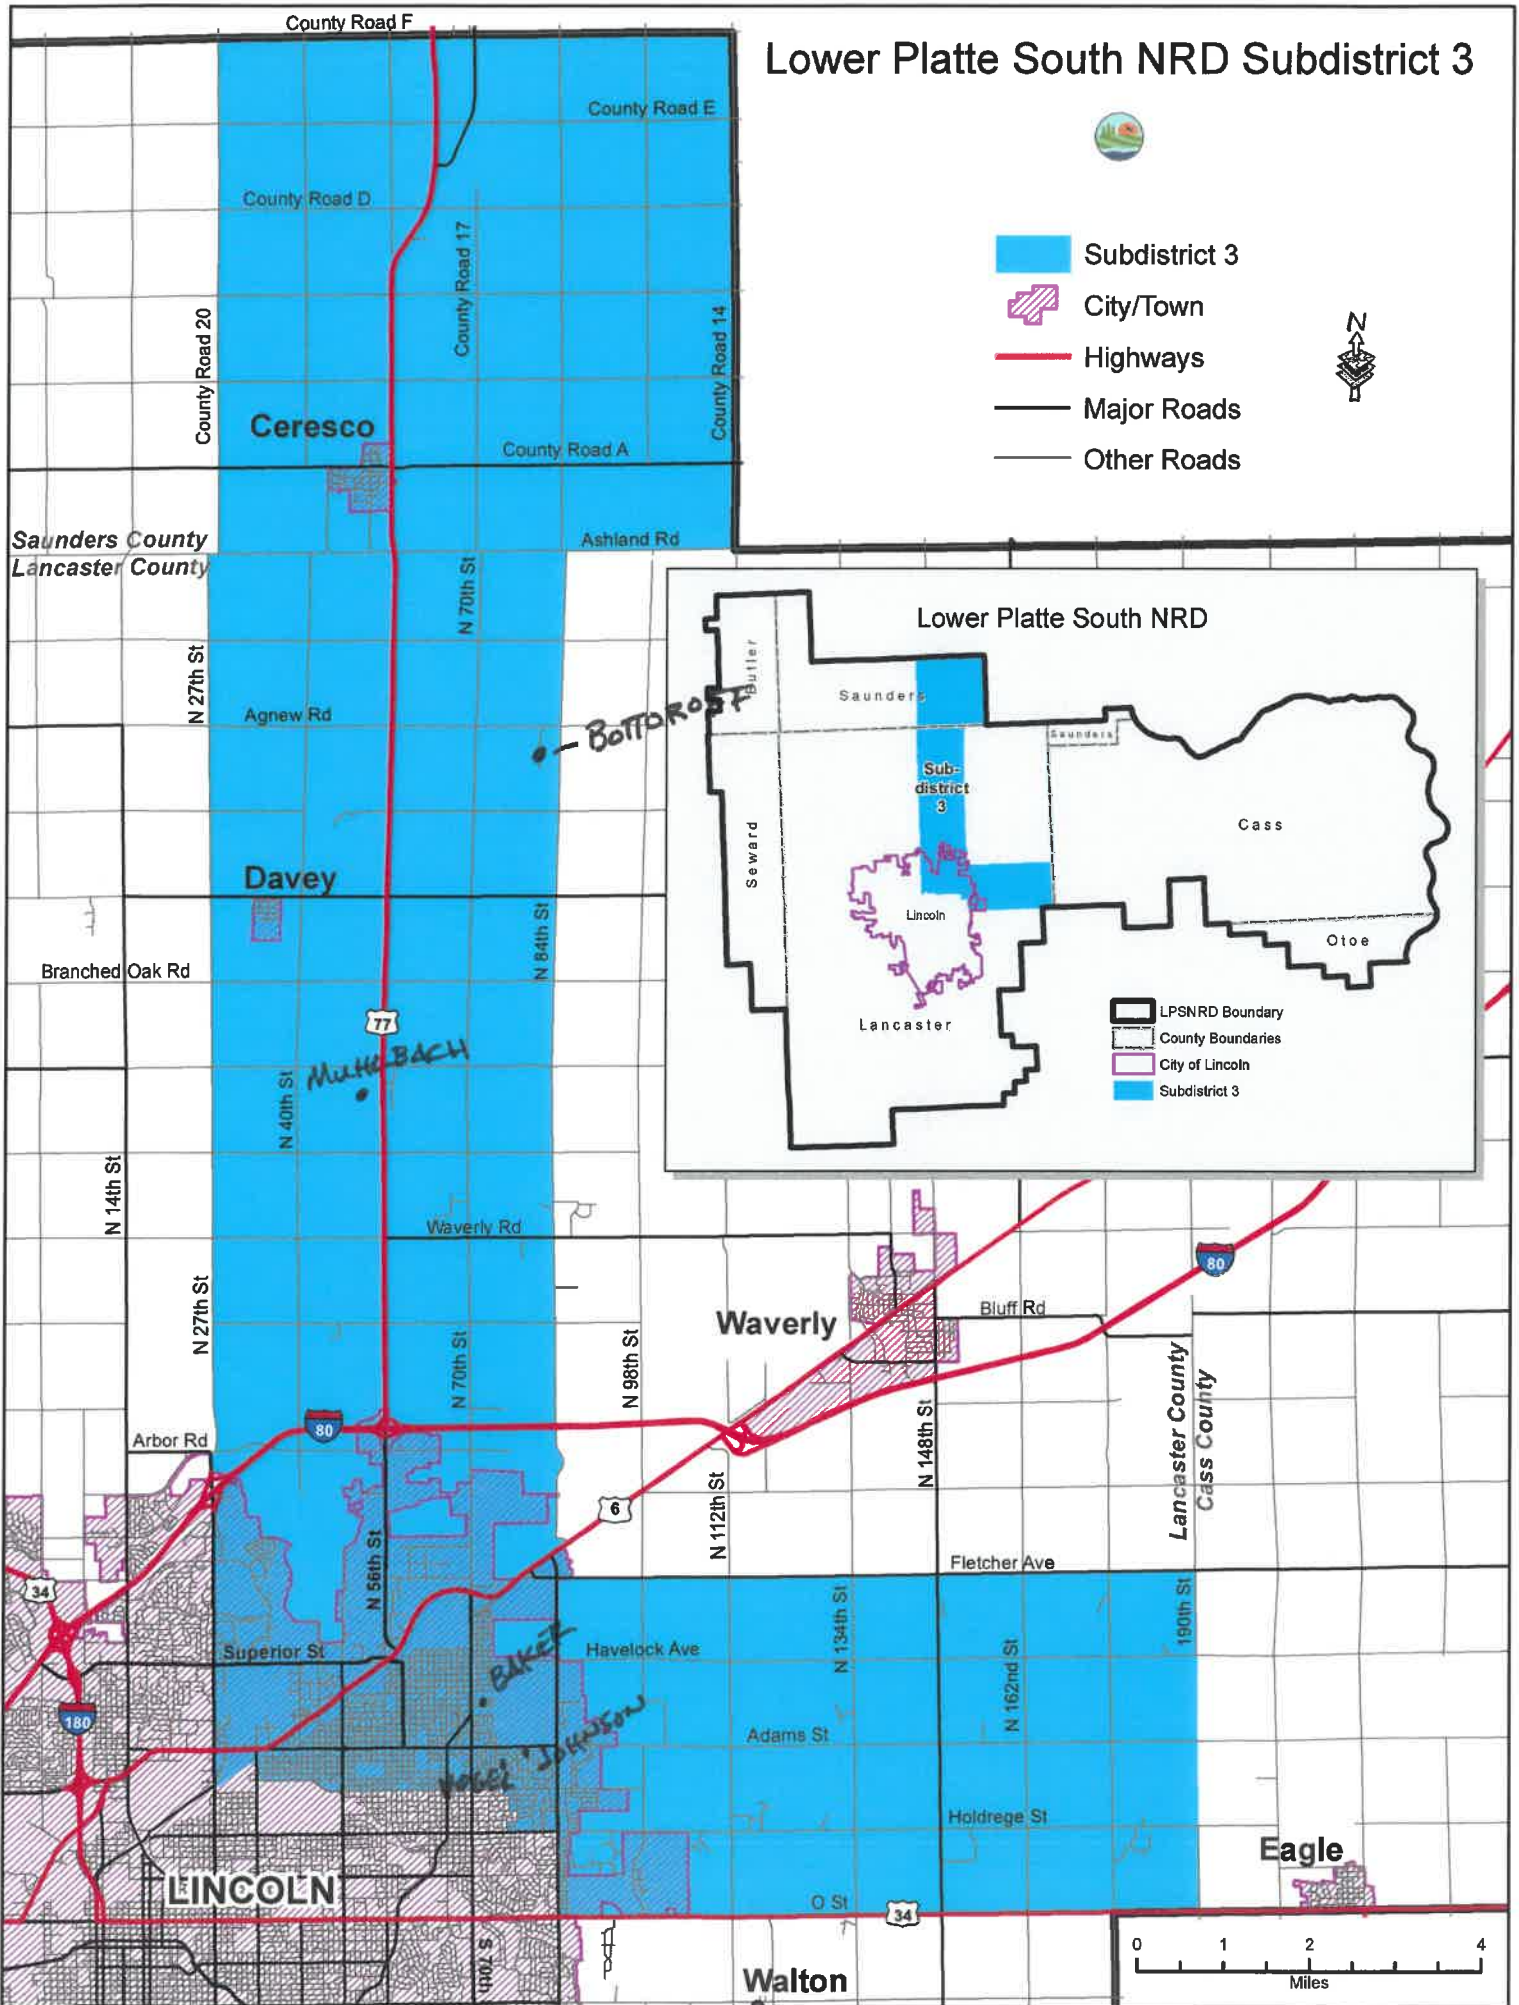 County Road F
Lower Platte South NRD Subdistrict 3
County Road E
County Road D
County Road 17
County Road 20
County Road 14
Subdistrict 3
City/Town
Highways
Major Roads
Other Roads
N
Ceresco
County Road A
Saunders County
Lancaster County
Ashland Rd
N 70th St
N 27th St
Agnew Rd
BOTTOROFF
Lower Platte South NRD
Butler
Saunders
Saunders
Sub-
district
3
Seward
Cass
Lincoln
Otoe
Lancaster
LPSNRD Boundary
County Boundaries
City of Lincoln
Subdistrict 3
Davey
N 84th St
Branched Oak Rd
77
MUHLBACH
N 40th St
N 14th St
Waverly Rd
N 27th St
N 70th St
N 98th St
Waverly
Bluff Rd
80
80
Arbor Rd
N 148th St
Lancaster County
Cass County
N 112th St
6
34
N 56th St
Fletcher Ave
190th St
N 134th St
N 162nd St
Superior St
Havelock Ave
BAKER
180
Adams St
VOGEL
JOHNSON
Holdrege St
Eagle
LINCOLN
O St
34
S 70th
Walton
0 1 2 4
Miles